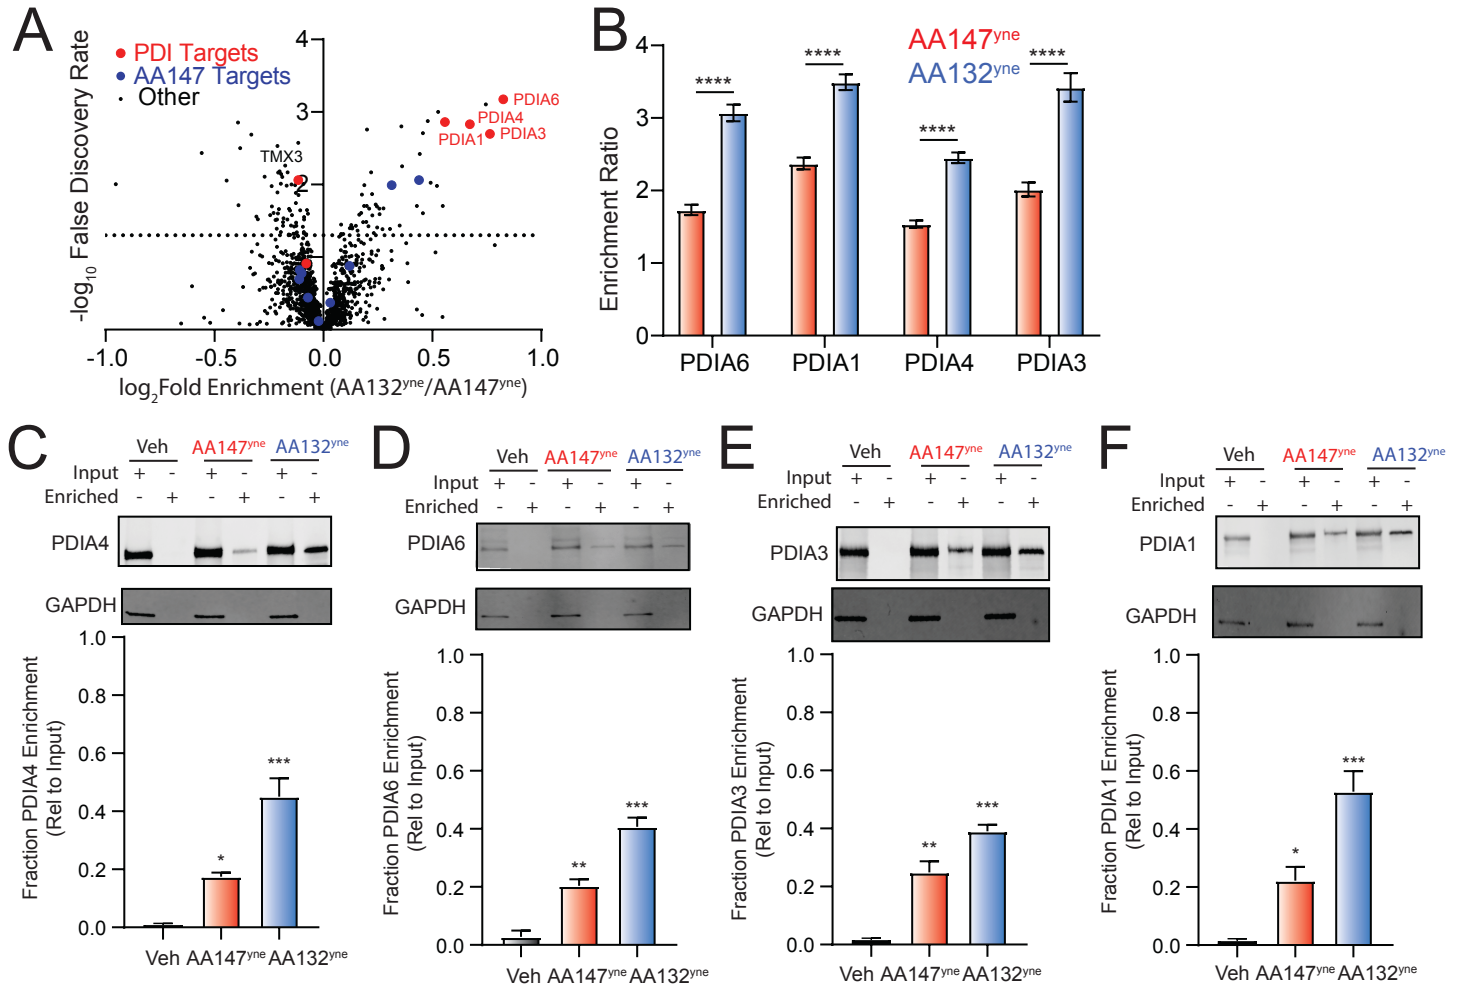 A
-log10 False Discovery Rate
PDI Targets
AA147 Targets
Other
4
3
2
PDIA6
PDIA4
PDIA1
PDIA3
TMX3
-1.0 -0.5 0.0 0.5 1.0
log2Fold Enrichment (AA132yne/AA147yne)
B
AA147yne
AA132yne
Enrichment Ratio
4
3
2
1
0
**** **** **** ****
PDIA6 PDIA1 PDIA4 PDIA3
C
Veh AA147yne AA132yne
Input + - + - + -
Enriched - + - + - +
PDIA4
GAPDH
Fraction PDIA4 Enrichment
(Rel to Input)
1.0
0.8
0.6
0.4
0.2
0.0
* ***
Veh AA147yne AA132yne
D
Veh AA147yne AA132yne
Input + - + - + -
Enriched - + - + - +
PDIA6
GAPDH
Fraction PDIA6 Enrichment
(Rel to Input)
1.0
0.8
0.6
0.4
0.2
0.0
** ***
Veh AA147yne AA132yne
E
Veh AA147yne AA132yne
Input + - + - + -
Enriched - + - + - +
PDIA3
GAPDH
Fraction PDIA3 Enrichment
(Rel to Input)
1.0
0.8
0.6
0.4
0.2
0.0
** ***
Veh AA147yne AA132yne
F
Veh AA147yne AA132yne
Input + - + - + -
Enriched - + - + - +
PDIA1
GAPDH
Fraction PDIA1 Enrichment
(Rel to Input)
1.0
0.8
0.6
0.4
0.2
0.0
* ***
Veh AA147yne AA132yne